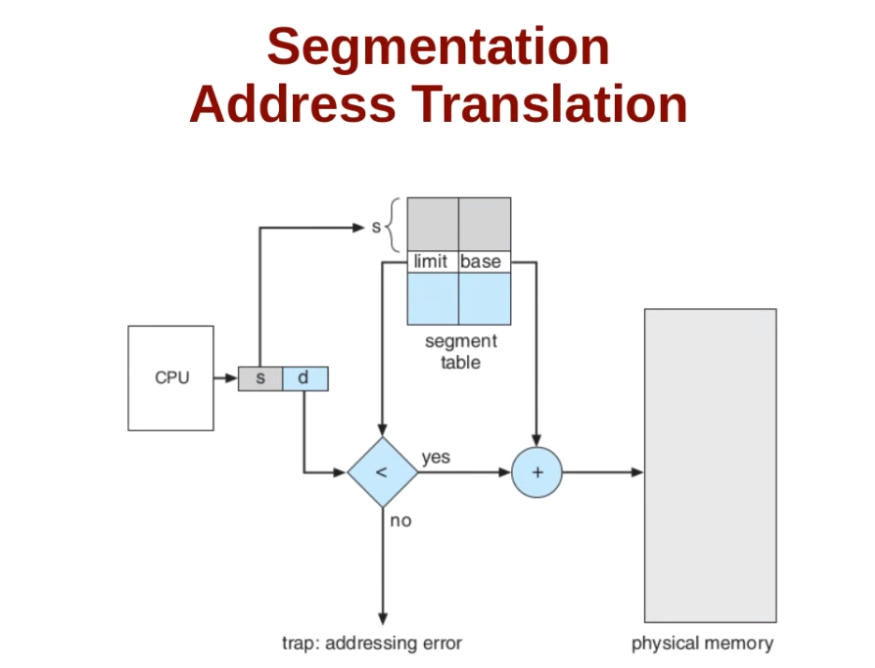 Segmentation
Address Translation
s
limit base
segment
table
CPU
s d
< yes
+
no
trap: addressing error
physical memory